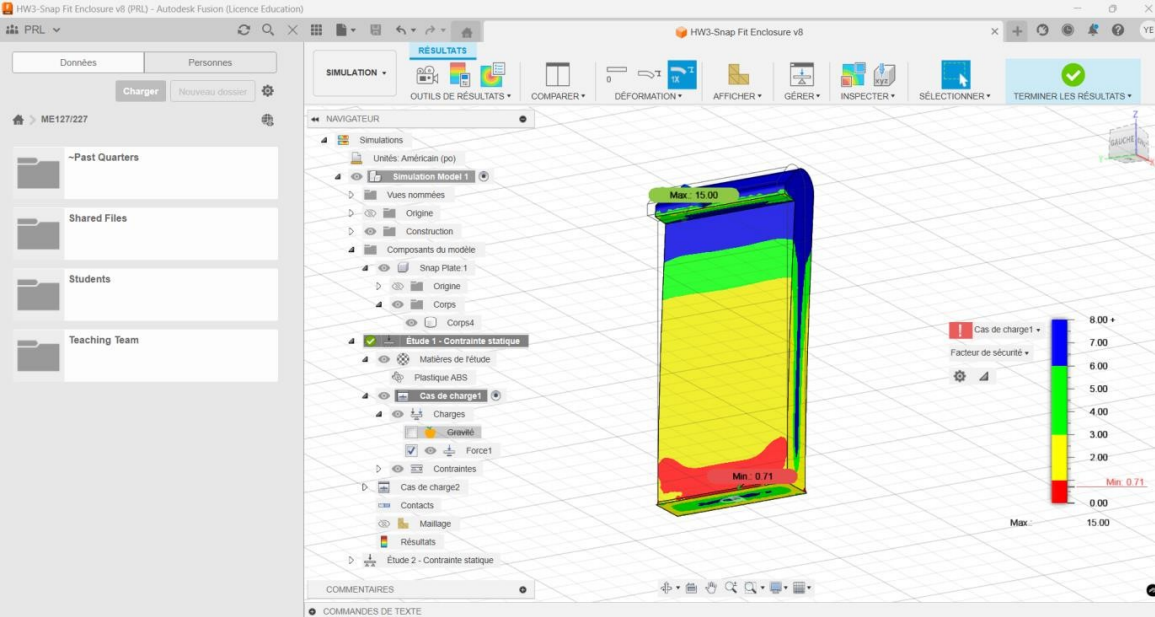 HW3-Snap Fit Enclosure v8 (PRL) - Autodesk Fusion (Licence Education)
PRL
HW3-Snap Fit Enclosure v8
YE
Données
Personnes
Charger
Nouveau dossier
ME127/227
~Past Quarters
Shared Files
Students
Teaching Team
RÉSULTATS
SIMULATION
OUTILS DE RÉSULTATS
COMPARER
DÉFORMATION
AFFICHER
GÉRER
INSPECTER
SÉLECTIONNER
TERMINER LES RÉSULTATS
NAVIGATEUR
Simulations
Unités: Américain (po)
Simulation Model 1
Vues nommées
Origine
Construction
Composants du modèle
Snap Plate:1
Origine
Corps
Corps4
Étude 1 - Contrainte statique
Matières de l'étude
Plastique ABS
Cas de charge1
Charges
Gravité
Force1
Contraintes
Cas de charge2
Contacts
Maillage
Résultats
Étude 2 - Contrainte statique
COMMENTAIRES
COMMANDES DE TEXTE
Z
GAUCHE
Max.: 15.00
Min.: 0.71
Cas de charge1
Facteur de sécurité
8.00 +
7.00
6.00
5.00
4.00
3.00
2.00
Min: 0.71
0.00
Max.: 15.00